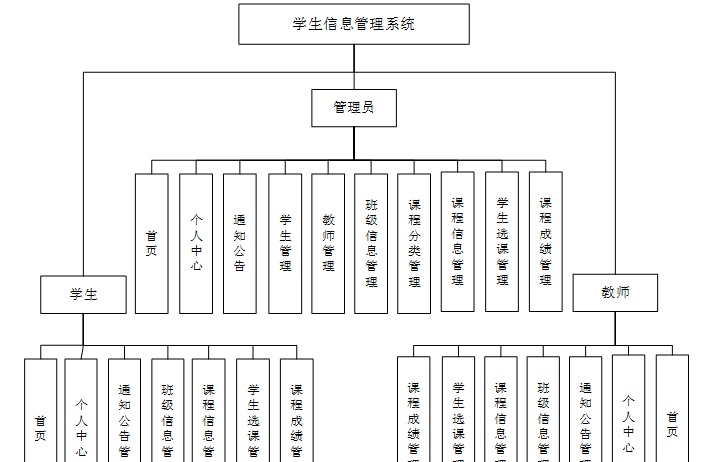 学生信息管理系统
管理员
首页
个人中心
通知公告
学生管理
教师管理
班级信息管理
课程分类管理
课程信息管理
学生选课管理
课程成绩管理
学生
教师
首页
个人中心
通知公告管
班级信息管
课程信息管
学生选课管
课程成绩管
课程成绩管
学生选课管
课程信息管理
班级信息管理
通知公告管理
个人中心
首页